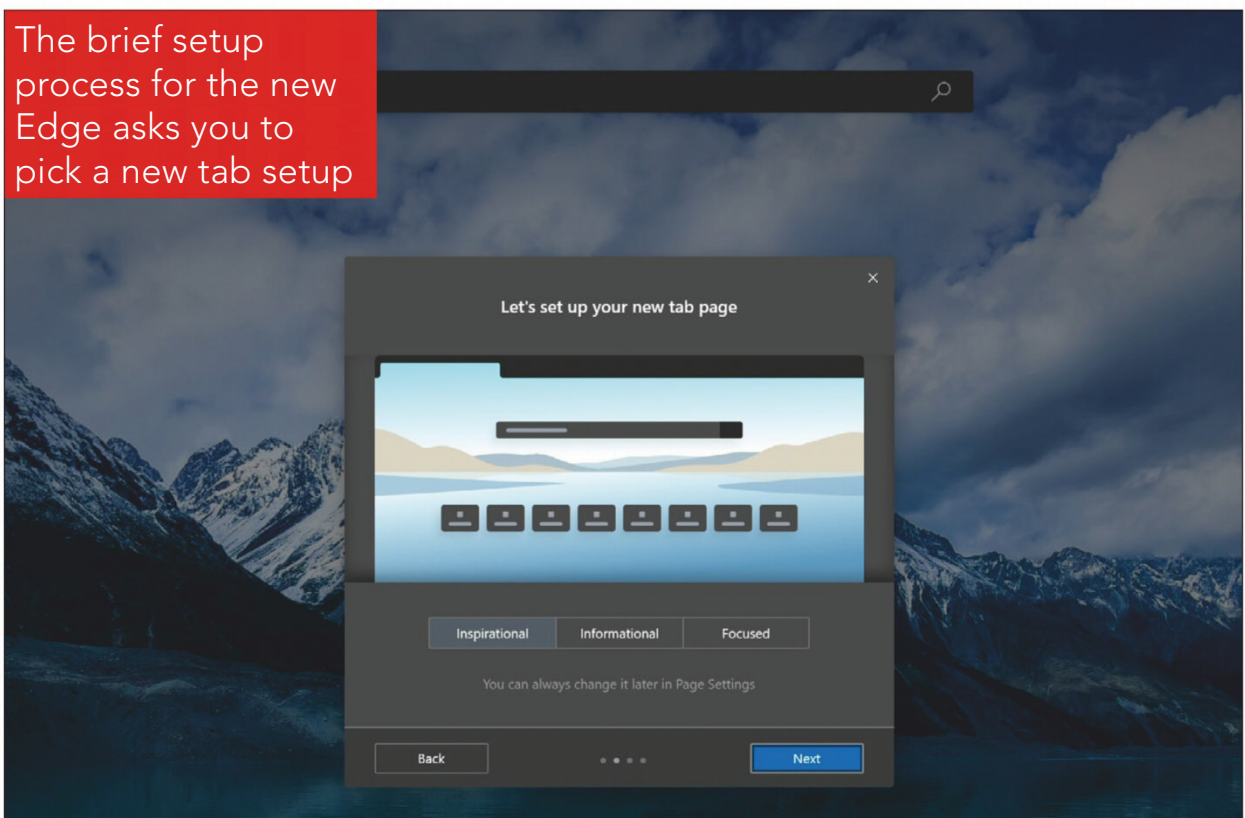 The brief setup
process for the new
Edge asks you to
pick a new tab setup
Let's set up your new tab page
Inspirational Informational Focused
You can always change it later in Page Settings
Back Next